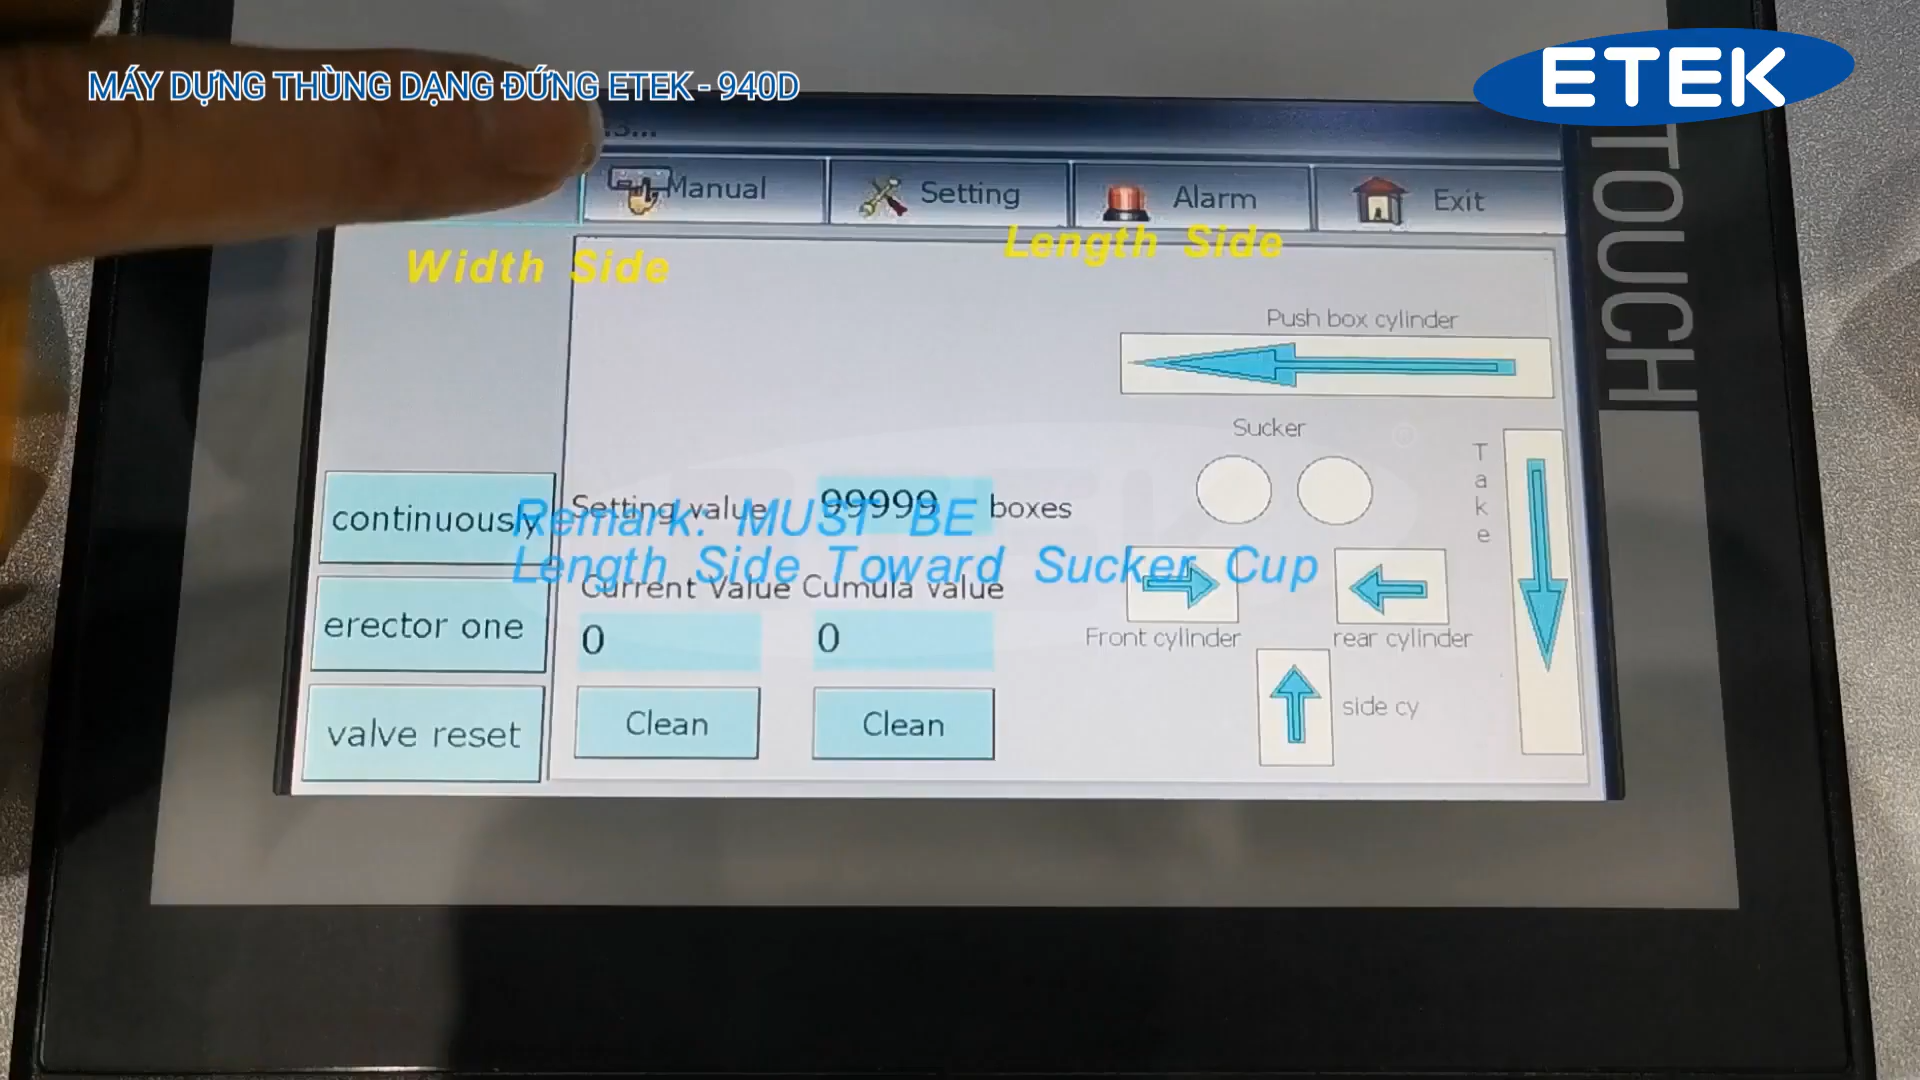 MÁY DỰNG THÙNG DẠNG ĐỨNG ETEK - 940D
ETEK
TOUCH
Manual
Setting
Alarm
Exit
Width Side
Length Side
Push box cylinder
Sucker
Take
continuously
Setting value 99999 boxes
Remark: MUST BE
Length Side Toward Sucker Cup
Current Value Cumula value
erector one
0
0
Front cylinder
rear cylinder
valve reset
Clean
Clean
side cy